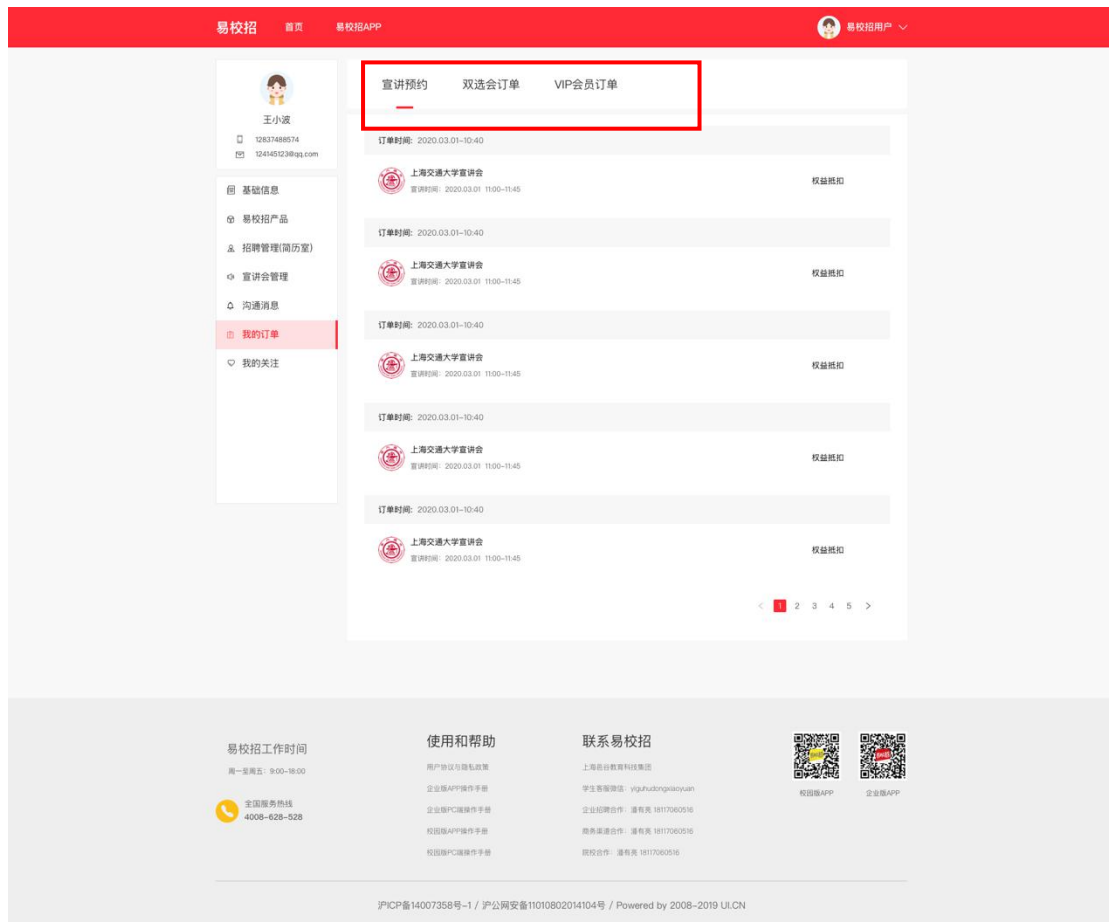 易校招 首页 易校招APP 易校招用户
王小波
12837488574
124145123@qq.com
基础信息
易校招产品
招聘管理(简历室)
宣讲会管理
沟通消息
我的订单
我的关注
宣讲预约 双选会订单 VIP会员订单
订单时间: 2020.03.01-10:40
上海交通大学宣讲会
宣讲时间: 2020.03.01 11:00-11:45
权益抵扣
订单时间: 2020.03.01-10:40
上海交通大学宣讲会
宣讲时间: 2020.03.01 11:00-11:45
权益抵扣
订单时间: 2020.03.01-10:40
上海交通大学宣讲会
宣讲时间: 2020.03.01 11:00-11:45
权益抵扣
订单时间: 2020.03.01-10:40
上海交通大学宣讲会
宣讲时间: 2020.03.01 11:00-11:45
权益抵扣
订单时间: 2020.03.01-10:40
上海交通大学宣讲会
宣讲时间: 2020.03.01 11:00-11:45
权益抵扣
< 1 2 3 4 5 >
易校招工作时间
周一至周五: 9:00-18:00
全国服务热线
4008-628-528
使用和帮助
用户协议与隐私政策
企业版APP操作手册
企业版PC端操作手册
校园版APP操作手册
校园版PC端操作手册
联系易校招
上海邑谷教育科技集团
学生客服微信: yiguhudongxiaoyuan
企业招聘合作: 潘有亮 18117060516
商务渠道合作: 潘有亮 18117060516
院校合作: 潘有亮 18117060516
校园版APP 企业版APP
沪ICP备14007358号-1 / 沪公网安备11010802014104号 / Powered by 2008-2019 UI.CN